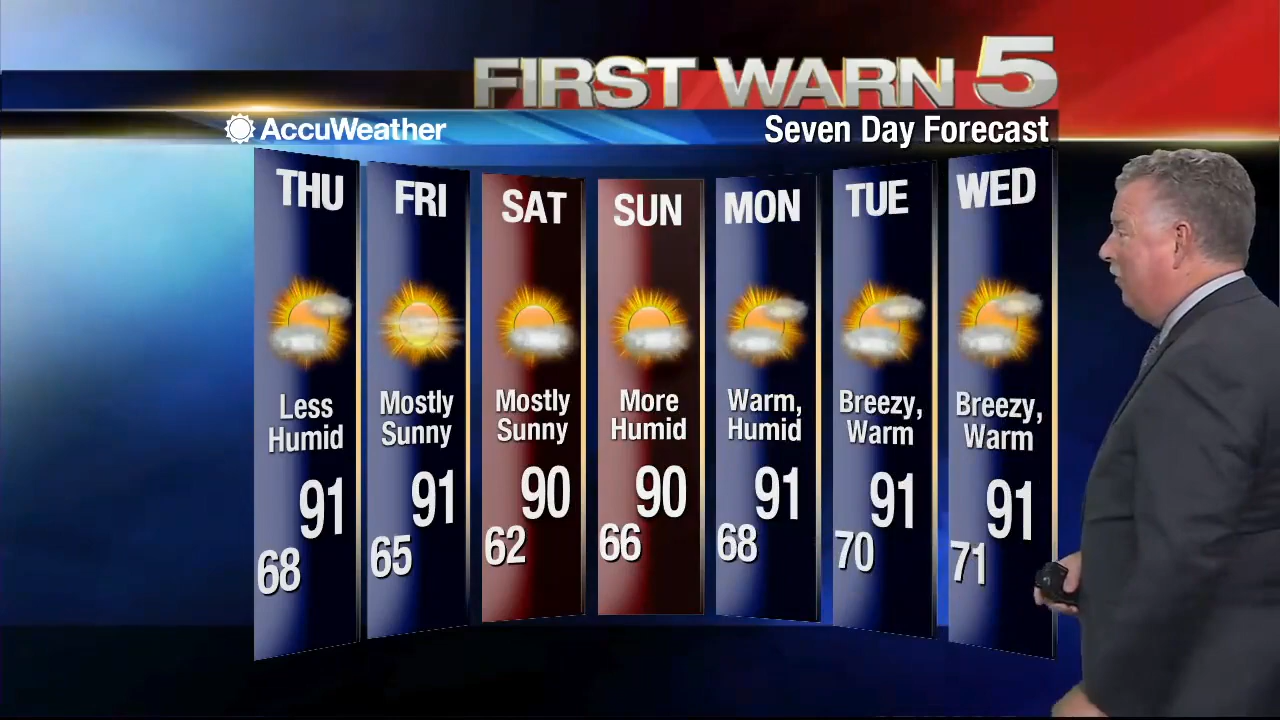 FIRST WARN 5
AccuWeather
Seven Day Forecast
THU
Less
Humid
91
68
FRI
Mostly
Sunny
91
65
SAT
Mostly
Sunny
90
62
SUN
More
Humid
90
66
MON
Warm,
Humid
91
68
TUE
Breezy,
Warm
91
70
WED
Breezy,
Warm
91
71